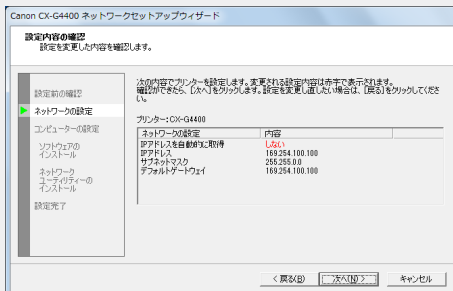 Canon CX-G4400 ネットワークセットアップウィザード
設定内容の確認
設定を変更した内容を確認します。
設定前の確認
ネットワークの設定
コンピューターの設定
ソフトウェアの
インストール
ネットワーク
ユーティリティーの
インストール
設定完了
次の内容でプリンターを設定します。変更される設定内容は赤字で表示されます。
確認ができたら、[次へ]をクリックします。設定を変更し直したい場合は、[戻る]をクリックしてくださ
い。
プリンター:CX-G4400
ネットワークの設定 内容
IPアドレスを自動的に取得 しない
IPアドレス 169.254.100.100
サブネットマスク 255.255.0.0
デフォルトゲートウェイ 169.254.100.100
< 戻る(B) 次へ(N) > キャンセル